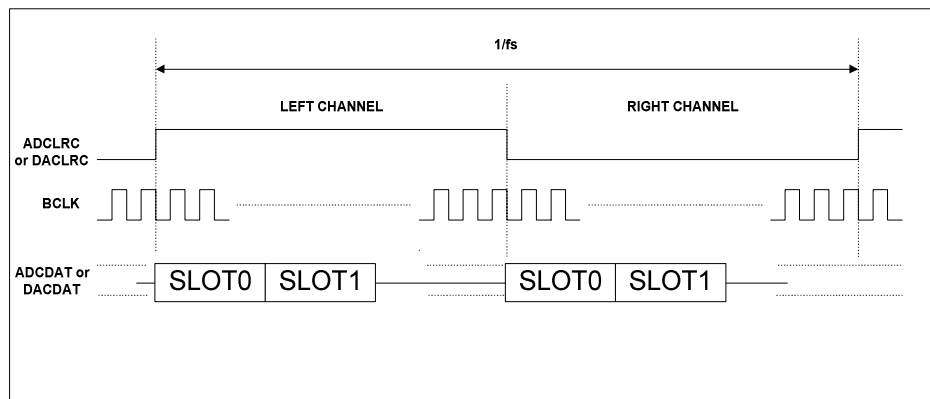 1/fs
LEFT CHANNEL
RIGHT CHANNEL
ADCLRC
or DACLRC
BCLK
ADCDAT or
DACDAT
SLOT0
SLOT1
SLOT0
SLOT1